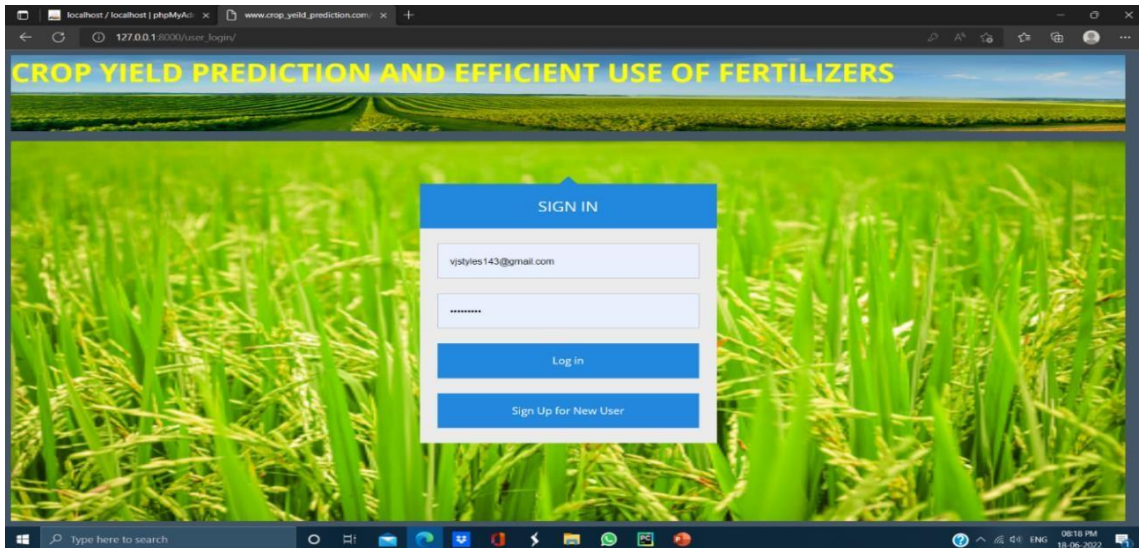 localhost / localhost | phpMyAd
www.crop_yeild_prediction.com/
127.0.0.1:8000/user_login/
CROP YIELD PREDICTION AND EFFICIENT USE OF FERTILIZERS
SIGN IN
vjstyles143@gmail.com
•••••••••
Log in
Sign Up for New User
Type here to search
ENG
08:18 PM
18-06-2022